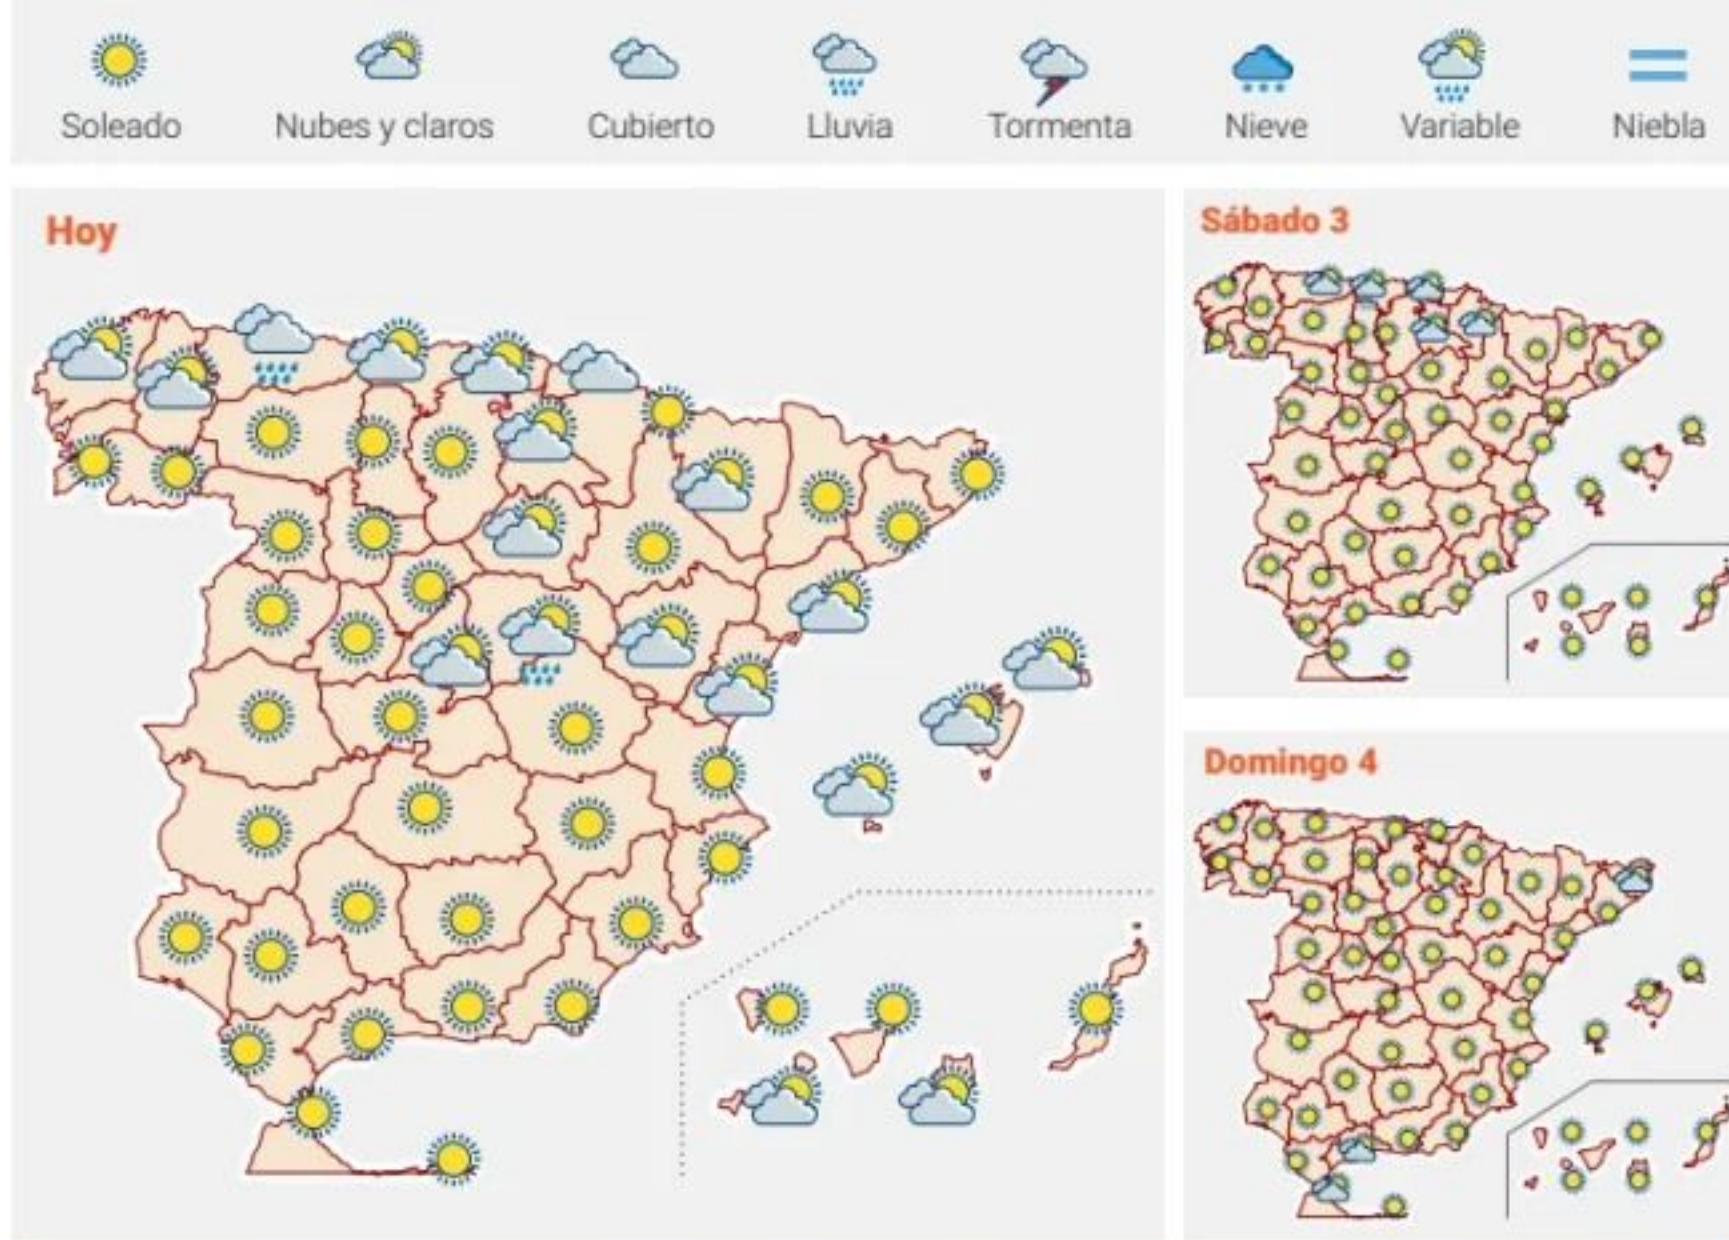 Soleado Nubes y claros Cubierto Lluvia Tormenta Nieve Variable Niebla
Hoy
Sábado 3
Domingo 4